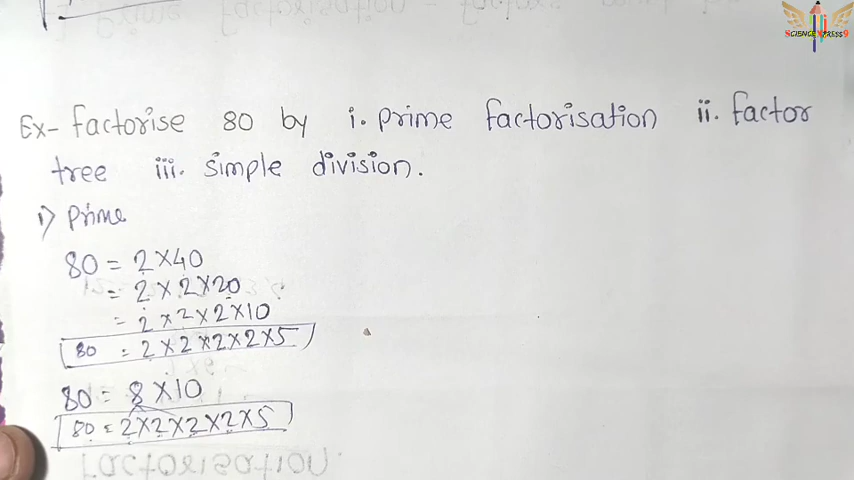 SCIENCE XPRESS9
Ex- Factorise 80 by i. prime factorisation ii. factor
tree iii. simple division.
i) Prime
80 = 2×40
= 2×2×20
= 2×2×2×10
80 = 2×2×2×2×5
80 = 8×10
80 = 2×2×2×2×5